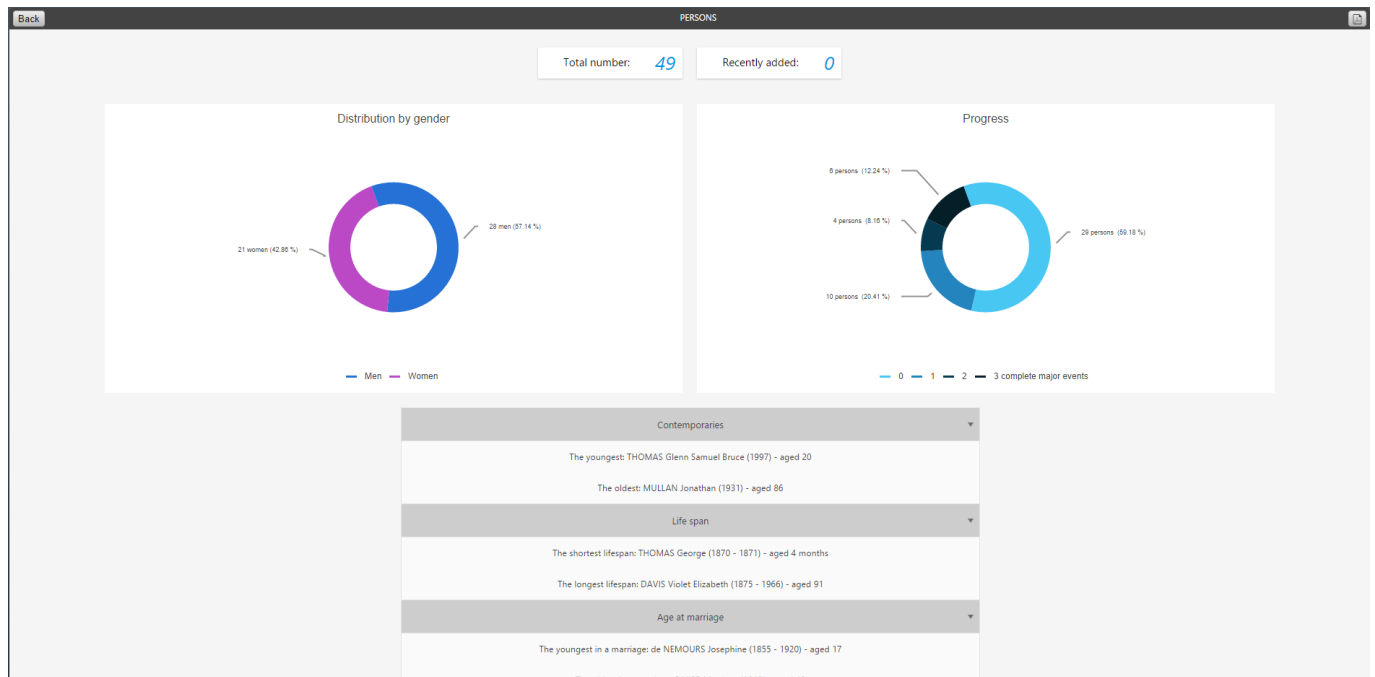 Back
PERSONS
Total number: 49
Recently added: 0
Distribution by gender
28 men (57.14 %)
21 women (42.86 %)
Men Women
Progress
6 persons (12.24 %)
4 persons (8.16 %)
29 persons (59.18 %)
10 persons (20.41 %)
0 1 2 3 complete major events
Contemporaries
The youngest: THOMAS Glenn Samuel Bruce (1997) - aged 20
The oldest: MULLAN Jonathan (1931) - aged 86
Life span
The shortest lifespan: THOMAS George (1870 - 1871) - aged 4 months
The longest lifespan: DAVIS Violet Elizabeth (1875 - 1966) - aged 91
Age at marriage
The youngest in a marriage: de NEMOURS Josephine (1855 - 1920) - aged 17